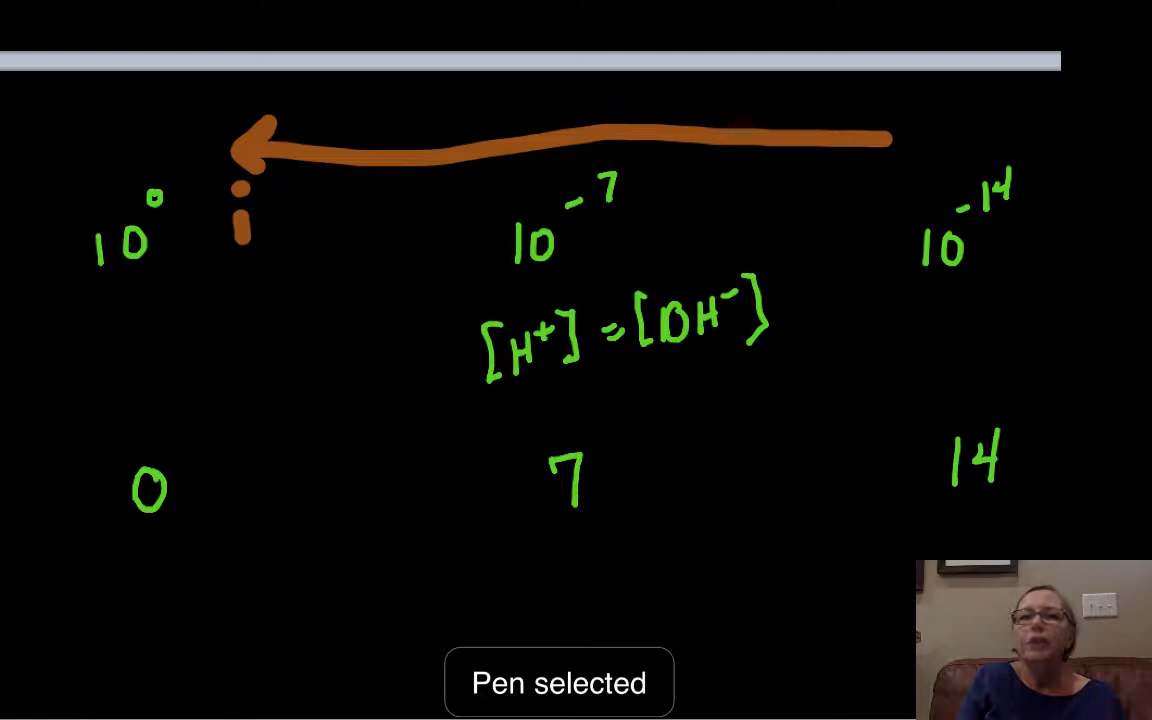 10⁰ 10⁻⁷ 10⁻¹⁴
[H⁺] = [OH⁻]
0 7 14
Pen selected